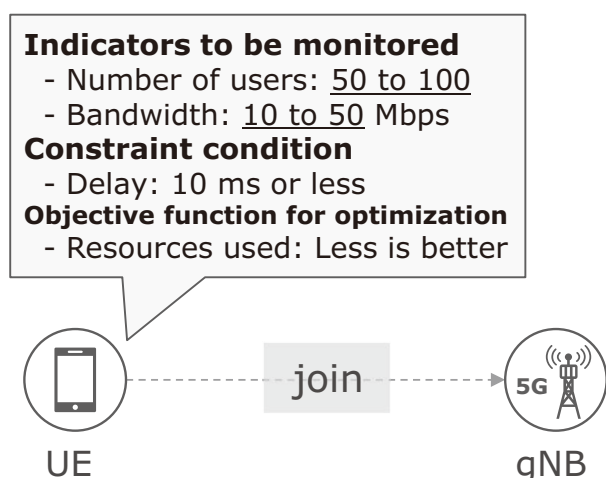 Indicators to be monitored
- Number of users: 50 to 100
- Bandwidth: 10 to 50 Mbps
Constraint condition
- Delay: 10 ms or less
Objective function for optimization
- Resources used: Less is better
join
5G
UE
gNB